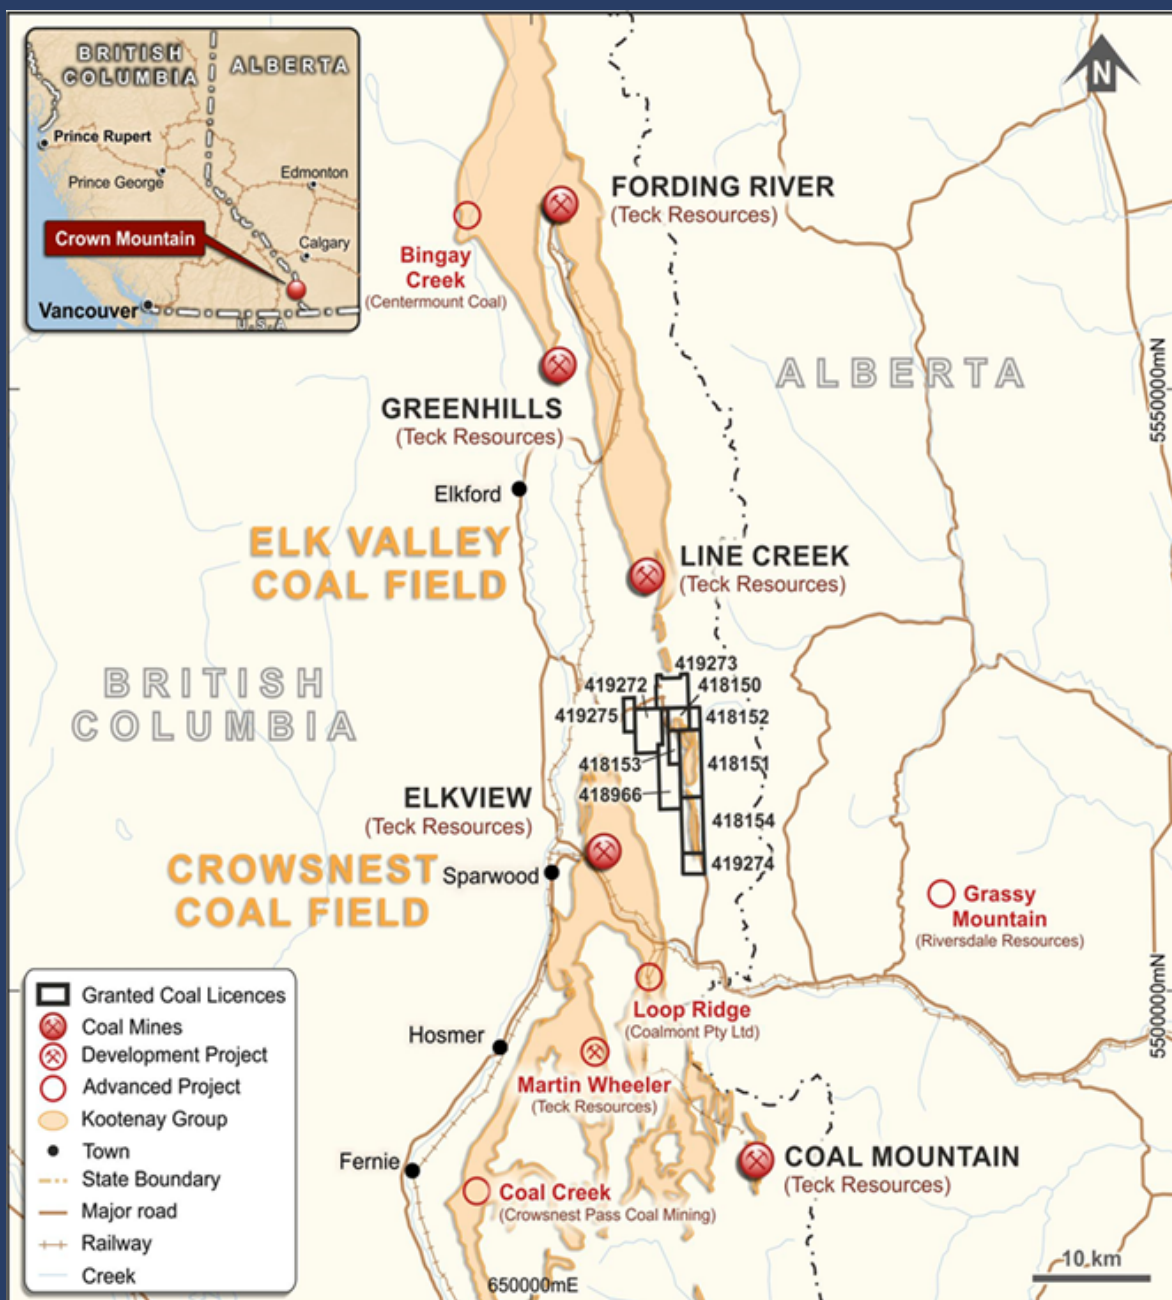 BRITISH
COLUMBIA
ALBERTA
Prince Rupert
Prince George
Edmonton
Crown Mountain
Calgary
Vancouver
U.S.A
N
FORDING RIVER
(Teck Resources)
Bingay
Creek
(Centermount Coal)
ALBERTA
5550000mN
GREENHILLS
(Teck Resources)
Elkford
ELK VALLEY
COAL FIELD
LINE CREEK
(Teck Resources)
BRITISH
COLUMBIA
419273
419272
418150
419275
418152
418153
418151
418966
418154
419274
ELKVIEW
(Teck Resources)
CROWSNEST
COAL FIELD
Sparwood
Grassy
Mountain
(Riversdale Resources)
5500000mN
Loop Ridge
(Coalmont Pty Ltd)
Hosmer
Martin Wheeler
(Teck Resources)
Fernie
COAL MOUNTAIN
(Teck Resources)
Coal Creek
(Crowsnest Pass Coal Mining)
Granted Coal Licences
Coal Mines
Development Project
Advanced Project
Kootenay Group
Town
State Boundary
Major road
Railway
Creek
650000mE
10 km